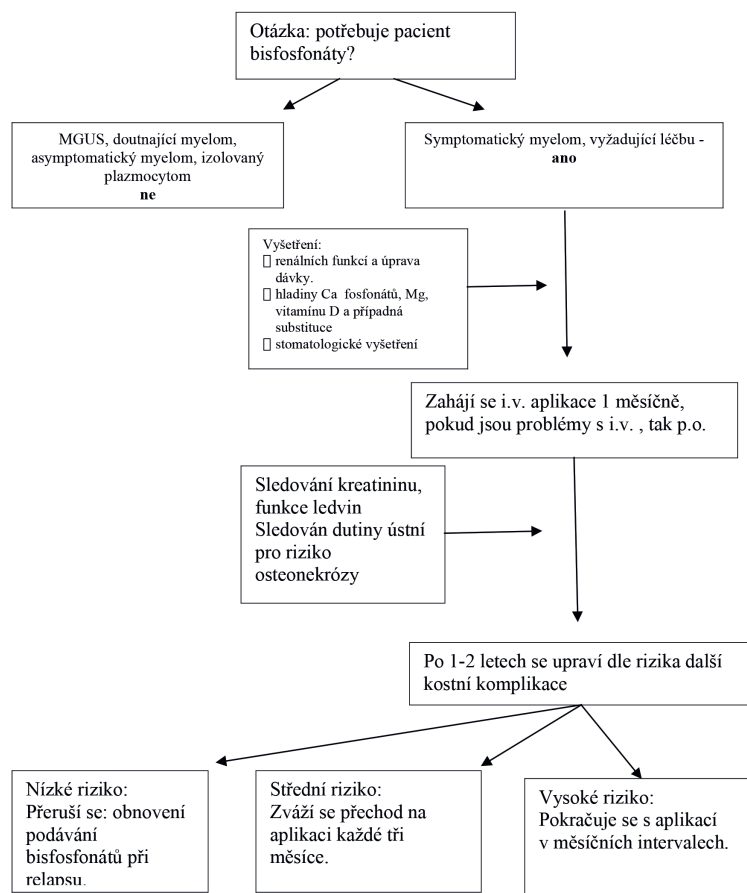 Otázka: potřebuje pacient
bisfosfonáty?
MGUS, doutnající myelom,
asymptomatický myelom, izolovaný
plazmocytom
ne
Symptomatický myelom, vyžadující léčbu -
ano
Vyšetření:
renálních funkcí a úprava
dávky.
hladiny Ca fosfonátů, Mg,
vitamínu D a případná
substituce
stomatologické vyšetření
Zahájí se i.v. aplikace 1 měsíčně,
pokud jsou problémy s i.v. , tak p.o.
Sledování kreatininu,
funkce ledvin
Sledován dutiny ústní
pro riziko
osteonekrózy
Po 1-2 letech se upraví dle rizika další
kostní komplikace
Nízké riziko:
Přeruší se: obnovení
podávání
bisfosfonátů při
relapsu.
Střední riziko:
Zváží se přechod na
aplikaci každé tři
měsíce.
Vysoké riziko:
Pokračuje se s aplikací
v měsíčních intervalech.